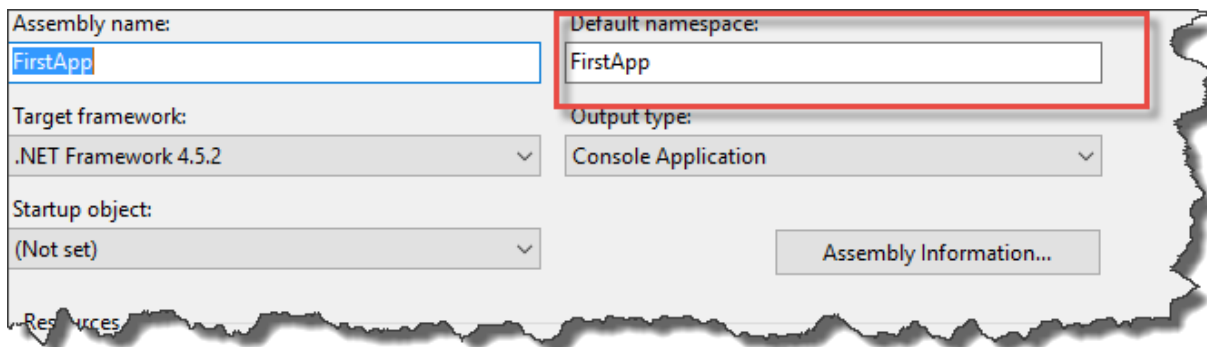 Assembly name:
Default namespace:
FirstApp
FirstApp
Target framework:
Output type:
.NET Framework 4.5.2
Console Application
Startup object:
(Not set)
Assembly Information...
Resources